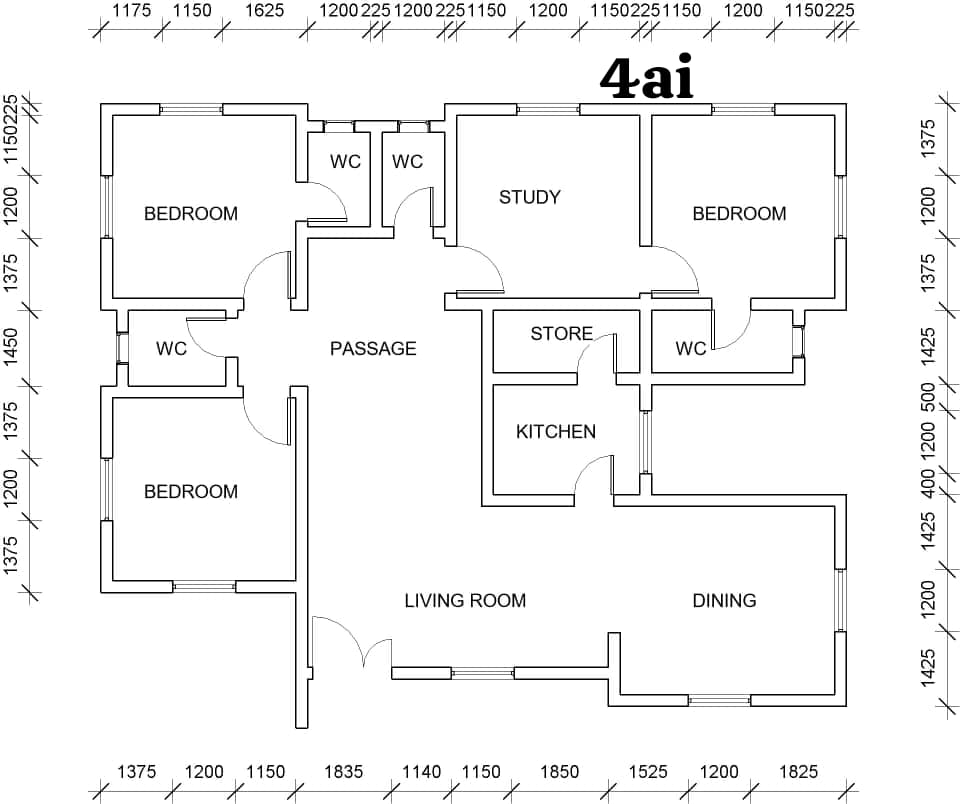 1175 1150 1625 1200 225 1200 225 1150 1200 1150 225 1150 1200 1150 225
4ai
225
1150
1200
1375
1450
1375
1200
1375
WC WC
STUDY
BEDROOM BEDROOM
STORE
WC PASSAGE WC
KITCHEN
BEDROOM
LIVING ROOM DINING
1375
1200
1375
1425
500
1200
400
1425
1200
1425
1375 1200 1150 1835 1140 1150 1850 1525 1200 1825